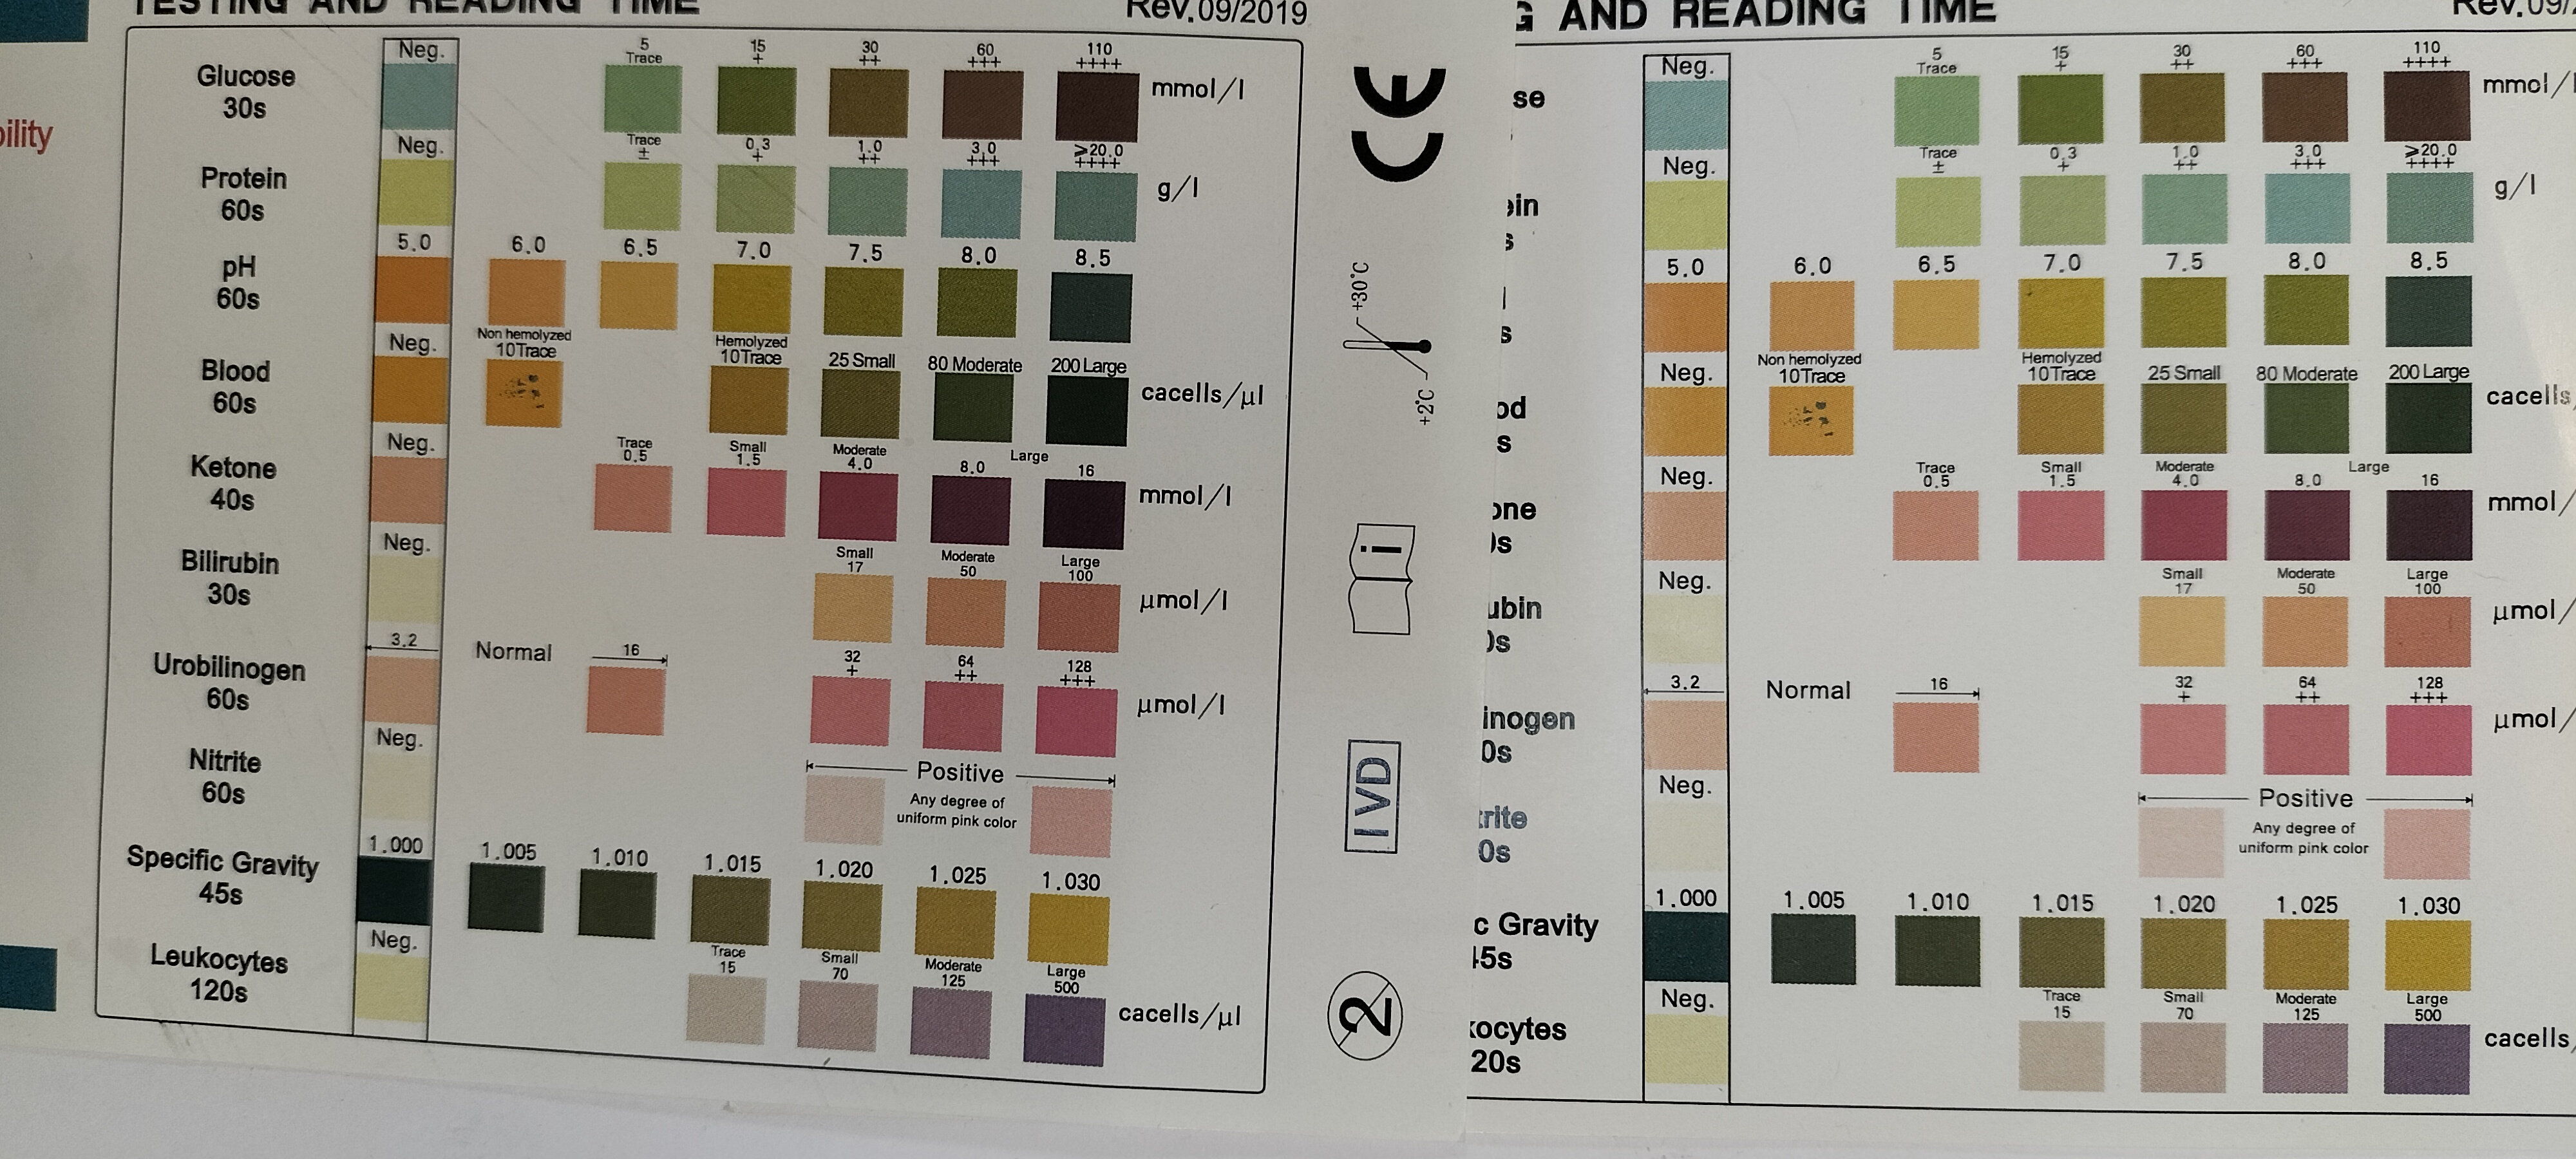 TESTING AND READING TIME
Rev.09/2019
bility
Neg.
5 15 30 60 110
Trace + ++ +++ ++++
Glucose
30s
mmol/l
Neg.
Trace 0.3 1.0 3.0 ⩾20.0
± + ++ +++ ++++
Protein
60s
g/l
5.0 6.0 6.5 7.0 7.5 8.0 8.5
pH
60s
Neg.
Non hemolyzed
10Trace
Hemolyzed
10Trace
25 Small 80 Moderate 200 Large
Blood
60s
cacells/µl
Neg.
Trace Small Moderate Large
0.5 1.5 4.0 8.0 16
Ketone
40s
mmol/l
Neg.
Small Moderate Large
17 50 100
Bilirubin
30s
µmol/l
3.2 Normal 16
32 64 128
+ ++ +++
Urobilinogen
60s
µmol/l
Neg.
Positive
Any degree of
uniform pink color
Nitrite
60s
1.000 1.005 1.010 1.015 1.020 1.025 1.030
Specific Gravity
45s
Neg.
Trace Small Moderate Large
15 70 125 500
Leukocytes
120s
cacells/µl
CE
+30°C
+2°C
i
IVD
2
G AND READING TIME
Rev.09/
Neg.
5 15 30 60 110
Trace + ++ +++ ++++
se
mmol/l
Neg.
Trace 0.3 1.0 3.0 ⩾20.0
± + ++ +++ ++++
ein
s
g/l
5.0 6.0 6.5 7.0 7.5 8.0 8.5
s
Neg.
Non hemolyzed
10Trace
Hemolyzed
10Trace
25 Small 80 Moderate 200 Large
od
s
cacells
Neg.
Trace Small Moderate Large
0.5 1.5 4.0 8.0 16
one
0s
mmol/
Neg.
Small Moderate Large
17 50 100
ubin
0s
µmol/
3.2 Normal 16
32 64 128
+ ++ +++
inogen
0s
µmol/
Neg.
Positive
Any degree of
uniform pink color
trite
0s
1.000 1.005 1.010 1.015 1.020 1.025 1.030
c Gravity
45s
Neg.
Trace Small Moderate Large
15 70 125 500
kocytes
20s
cacells/